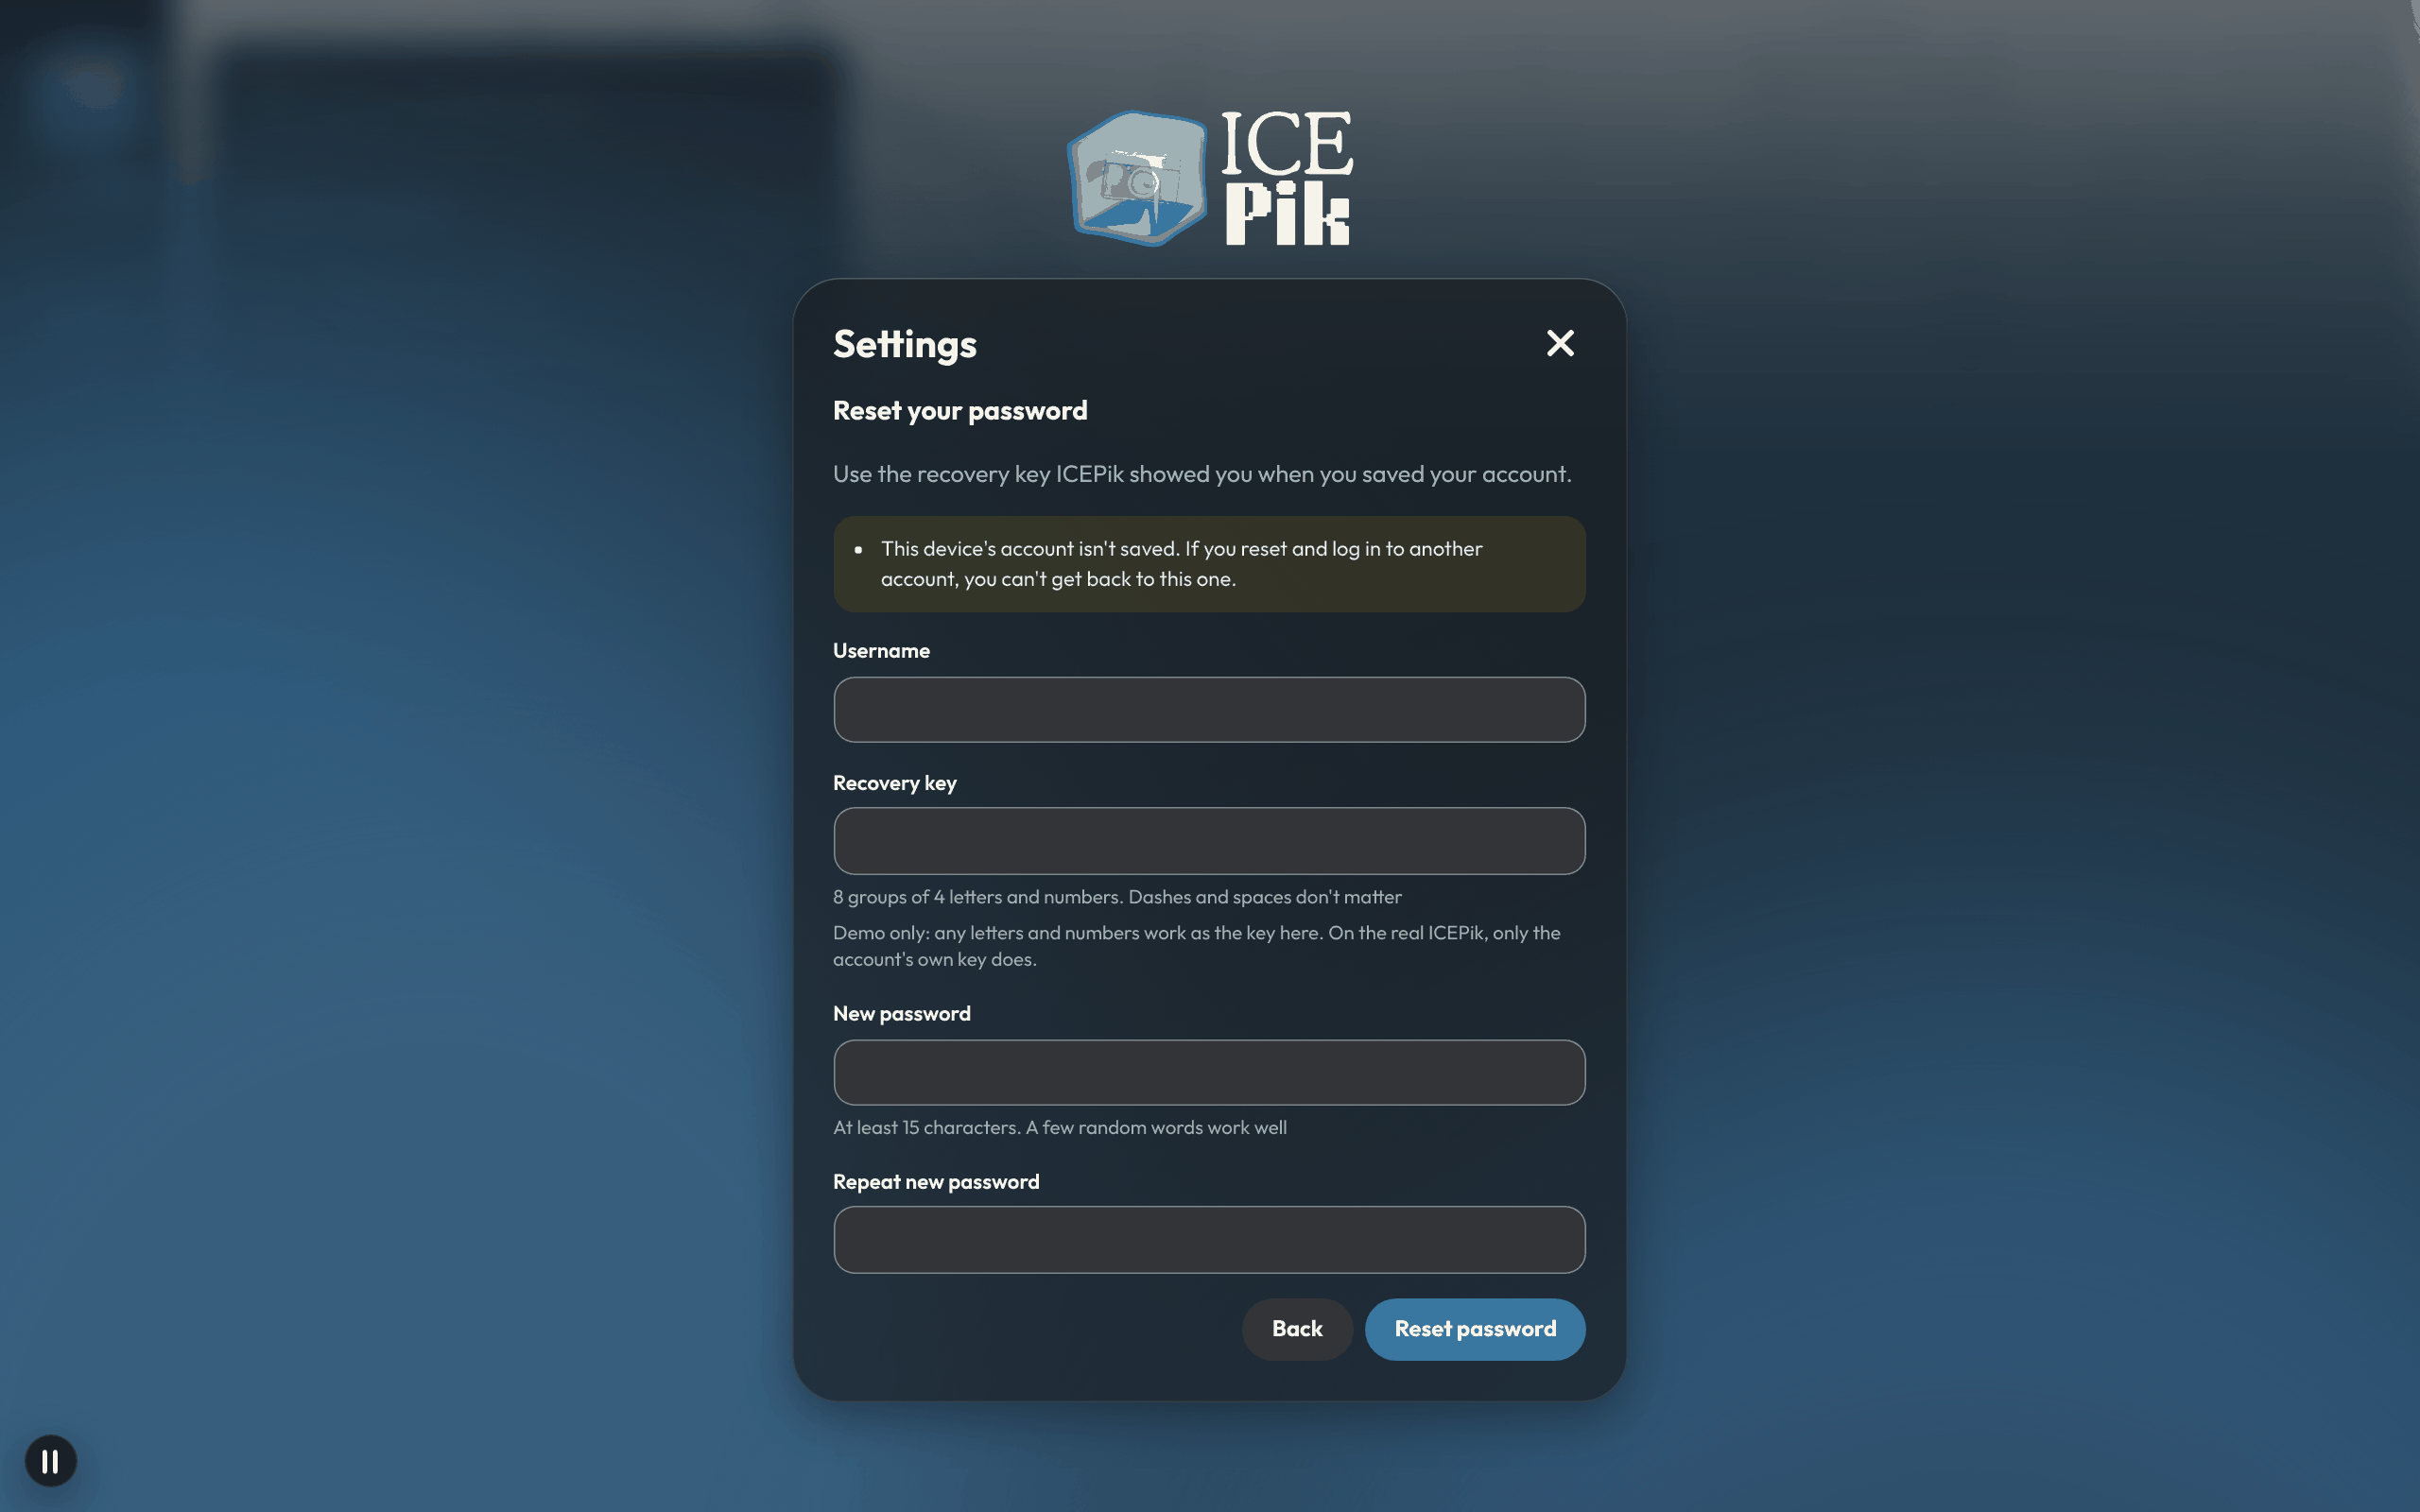 ICE
Pik
Settings
Reset your password
Use the recovery key ICEPik showed you when you saved your account.
This device's account isn't saved. If you reset and log in to another
account, you can't get back to this one.
Username
Recovery key
8 groups of 4 letters and numbers. Dashes and spaces don't matter
Demo only: any letters and numbers work as the key here. On the real ICEPik, only the
account's own key does.
New password
At least 15 characters. A few random words work well
Repeat new password
Back
Reset password